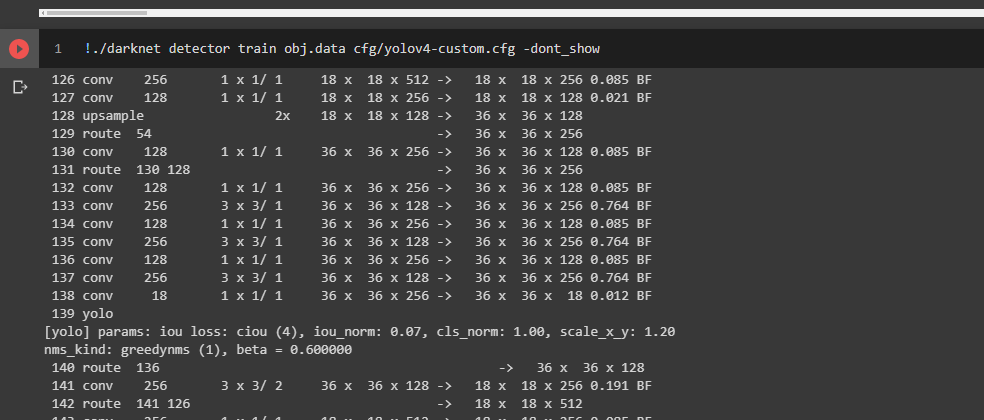 1 !./darknet detector train obj.data cfg/yolov4-custom.cfg -dont_show
126 conv 256 1 x 1/ 1 18 x 18 x 512 -> 18 x 18 x 256 0.085 BF
127 conv 128 1 x 1/ 1 18 x 18 x 256 -> 18 x 18 x 128 0.021 BF
128 upsample 2x 18 x 18 x 128 -> 36 x 36 x 128
129 route 54 -> 36 x 36 x 256
130 conv 128 1 x 1/ 1 36 x 36 x 256 -> 36 x 36 x 128 0.085 BF
131 route 130 128 -> 36 x 36 x 256
132 conv 128 1 x 1/ 1 36 x 36 x 256 -> 36 x 36 x 128 0.085 BF
133 conv 256 3 x 3/ 1 36 x 36 x 128 -> 36 x 36 x 256 0.764 BF
134 conv 128 1 x 1/ 1 36 x 36 x 256 -> 36 x 36 x 128 0.085 BF
135 conv 256 3 x 3/ 1 36 x 36 x 128 -> 36 x 36 x 256 0.764 BF
136 conv 128 1 x 1/ 1 36 x 36 x 256 -> 36 x 36 x 128 0.085 BF
137 conv 256 3 x 3/ 1 36 x 36 x 128 -> 36 x 36 x 256 0.764 BF
138 conv 18 1 x 1/ 1 36 x 36 x 256 -> 36 x 36 x 18 0.012 BF
139 yolo
[yolo] params: iou loss: ciou (4), iou_norm: 0.07, cls_norm: 1.00, scale_x_y: 1.20
nms_kind: greedynms (1), beta = 0.600000
140 route 136 -> 36 x 36 x 128
141 conv 256 3 x 3/ 2 36 x 36 x 128 -> 18 x 18 x 256 0.191 BF
142 route 141 126 -> 18 x 18 x 512